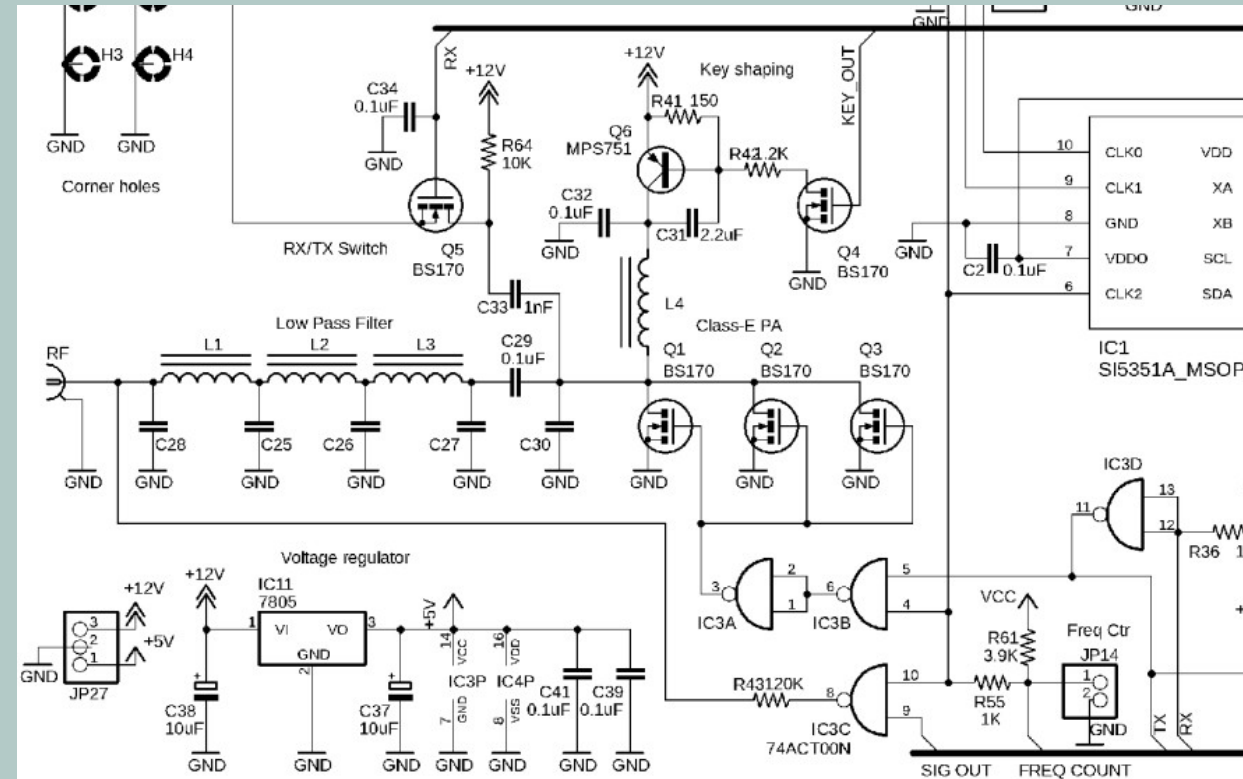 GND
GND
H3
H4
GND
GND
Corner holes
RX
+12V
C34
0.1uF
GND
R64
10K
RX/TX Switch
Q5
BS170
C33
1nF
+12V
Key shaping
R41
150
Q6
MPS751
R42
1.2K
C32
0.1uF
GND
C31
2.2uF
KEY_OUT
Q4
BS170
GND
L4
Class-E PA
10
CLK0
VDD
9
CLK1
XA
8
GND
XB
7
VDDO
SCL
6
CLK2
SDA
GND
C2
0.1uF
IC1
SI5351A_MSOP
Low Pass Filter
RF
L1
L2
L3
C29
0.1uF
Q1
BS170
Q2
BS170
Q3
BS170
C28
C25
C26
C27
C30
GND
GND
GND
GND
GND
GND
GND
GND
GND
IC3D
13
12
11
R36
1
Voltage regulator
+12V
+5V
3
2
1
GND
JP27
+12V
IC11
7805
1
VI
VO
3
GND
2
+5V
14
VCC
16
VDD
IC3P
IC4P
7
GND
8
VSS
C38
10uF
C37
10uF
C41
0.1uF
C39
0.1uF
GND
GND
GND
GND
GND
GND
GND
3
2
1
IC3A
6
5
4
IC3B
VCC
R61
3.9K
Freq Ctr
JP14
1
2
GND
R43
120K
8
10
9
IC3C
74ACT00N
R55
1K
TX
RX
SIG OUT
FREQ COUNT